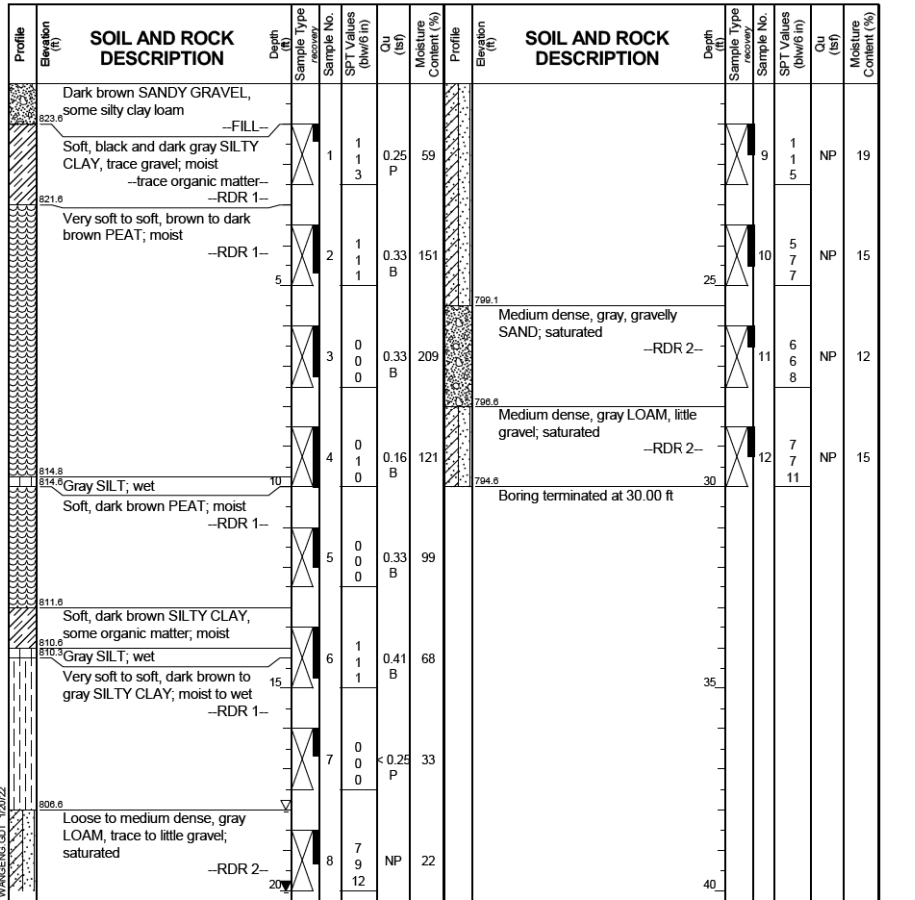 Profile
Elevation
(ft)
SOIL AND ROCK
DESCRIPTION
Depth
(ft)
Sample Type
recovery
Sample No.
SPT Values
(blw/6 in)
Qu
(tsf)
Moisture
Content (%)
Dark brown SANDY GRAVEL,
some silty clay loam
823.6
--FILL--
Soft, black and dark gray SILTY
CLAY, trace gravel; moist
--trace organic matter--
--RDR 1--
1
1
1
3
0.25
P
59
821.6
Very soft to soft, brown to dark
brown PEAT; moist
--RDR 1--
5
2
1
1
1
0.33
B
151
3
0
0
0
0.33
B
209
4
0
1
0
0.16
B
121
814.8
814.6
Gray SILT; wet
10
Soft, dark brown PEAT; moist
--RDR 1--
5
0
0
0
0.33
B
99
811.6
Soft, dark brown SILTY CLAY,
some organic matter; moist
810.6
810.3
Gray SILT; wet
6
1
1
1
0.41
B
68
Very soft to soft, dark brown to
gray SILTY CLAY; moist to wet
--RDR 1--
15
7
0
0
0
< 0.25
P
33
806.6
Loose to medium dense, gray
LOAM, trace to little gravel;
saturated
--RDR 2--
20
8
7
9
12
NP
22
Profile
Elevation
(ft)
SOIL AND ROCK
DESCRIPTION
Depth
(ft)
Sample Type
recovery
Sample No.
SPT Values
(blw/6 in)
Qu
(tsf)
Moisture
Content (%)
9
1
1
5
NP
19
25
10
5
7
7
NP
15
799.1
Medium dense, gray, gravelly
SAND; saturated
--RDR 2--
11
6
6
8
NP
12
796.6
Medium dense, gray LOAM, little
gravel; saturated
--RDR 2--
12
7
7
11
NP
15
794.6
30
Boring terminated at 30.00 ft
35
40
WANGENG.GDT 1/20/22